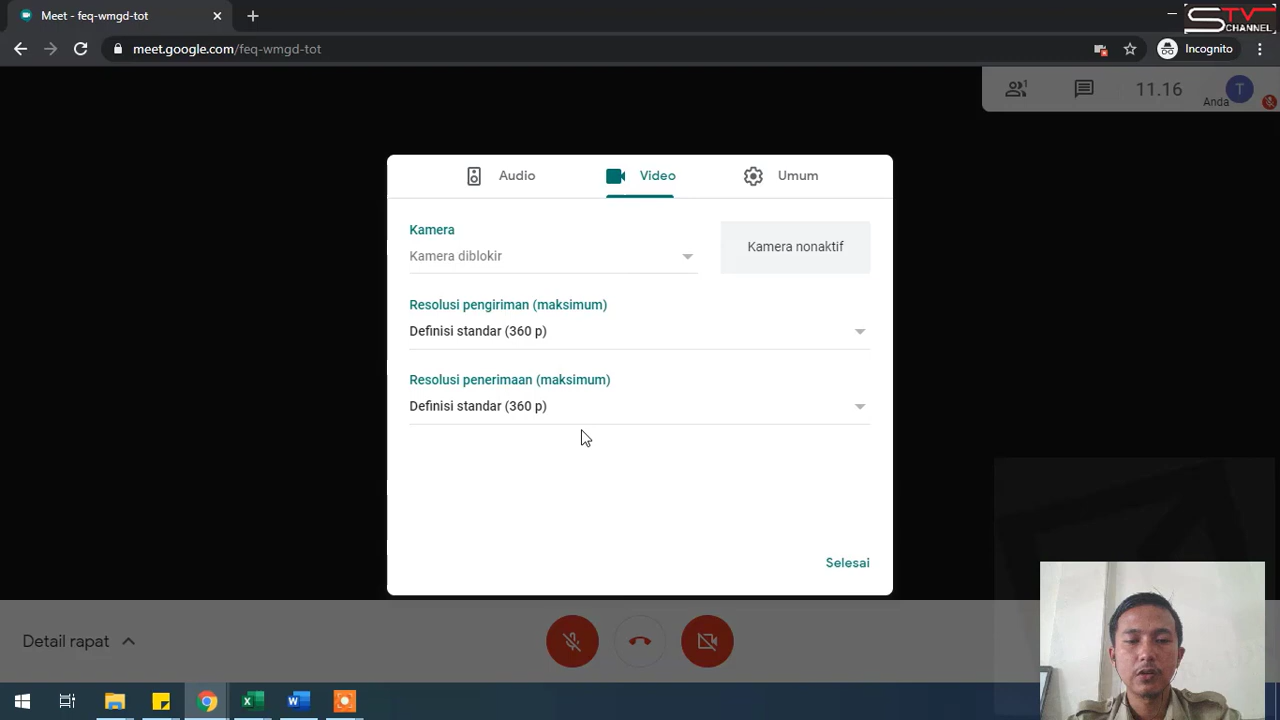 Meet - feq-wmgd-tot
STV
CHANNEL
meet.google.com/feq-wmgd-tot
Incognito
1
11.16
T
Anda
Audio
Video
Umum
Kamera
Kamera diblokir
Kamera nonaktif
Resolusi pengiriman (maksimum)
Definisi standar (360 p)
Resolusi penerimaan (maksimum)
Definisi standar (360 p)
Selesai
Detail rapat